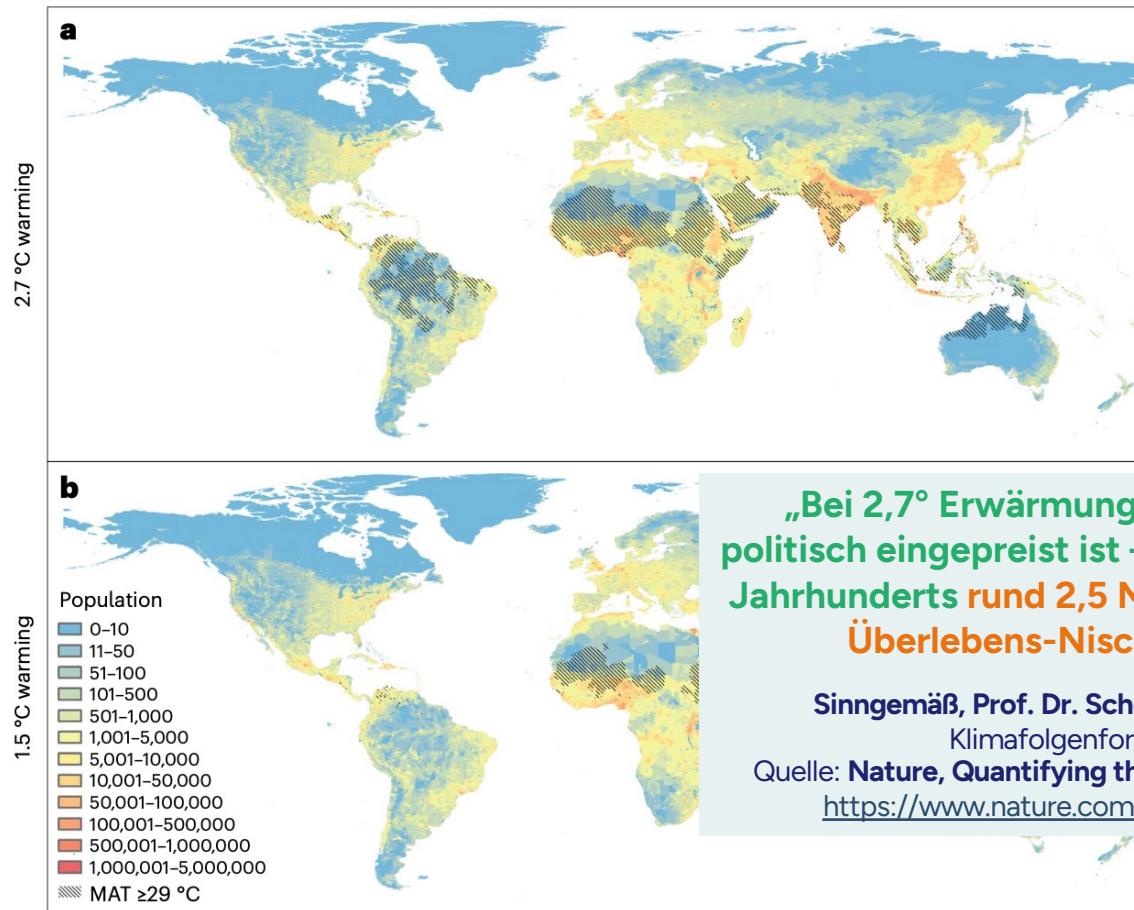 a
2.7 °C warming
b
1.5 °C warming
Population
0–10
11–50
51–100
101–500
501–1,000
1,001–5,000
5,001–10,000
10,001–50,000
50,001–100,000
100,001–500,000
500,001–1,000,000
1,000,001–5,000,000
MAT ≥29 °C
„Bei 2,7° Erwärmung
politisch eingepreist ist -
Jahrhunderts rund 2,5 M
Überlebens-Nisc
Sinngemäß, Prof. Dr. Sch
Klimafolgenfor
Quelle: Nature, Quantifying th
https://www.nature.com